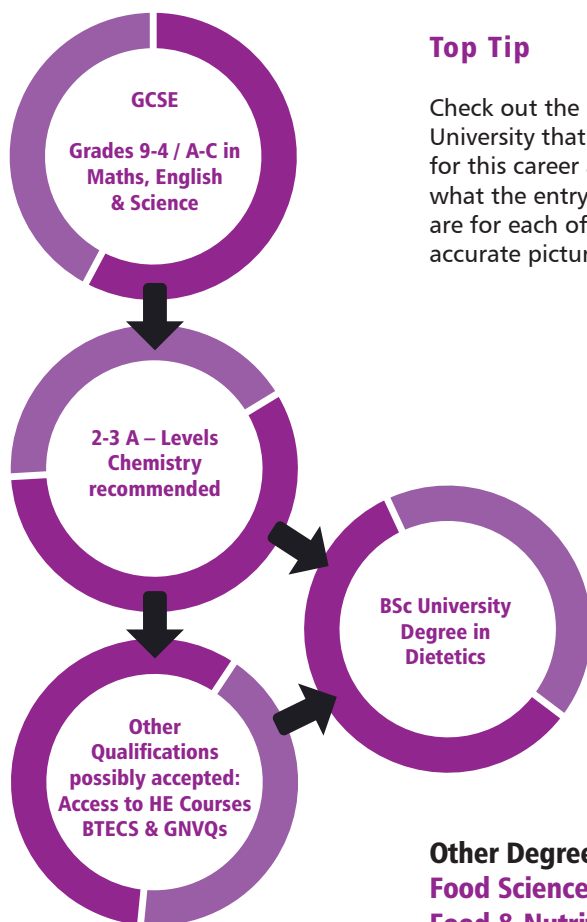 GCSE
Grades 9-4 / A-C in
Maths, English
& Science
2-3 A – Levels
Chemistry
recommended
Other
Qualifications
possibly accepted:
Access to HE Courses
BTECS & GNVQs
BSc University
Degree in
Dietetics
Top Tip
Check out the
University that
for this career
what the entry
are for each of
accurate pictur
Other Degree
Food Science